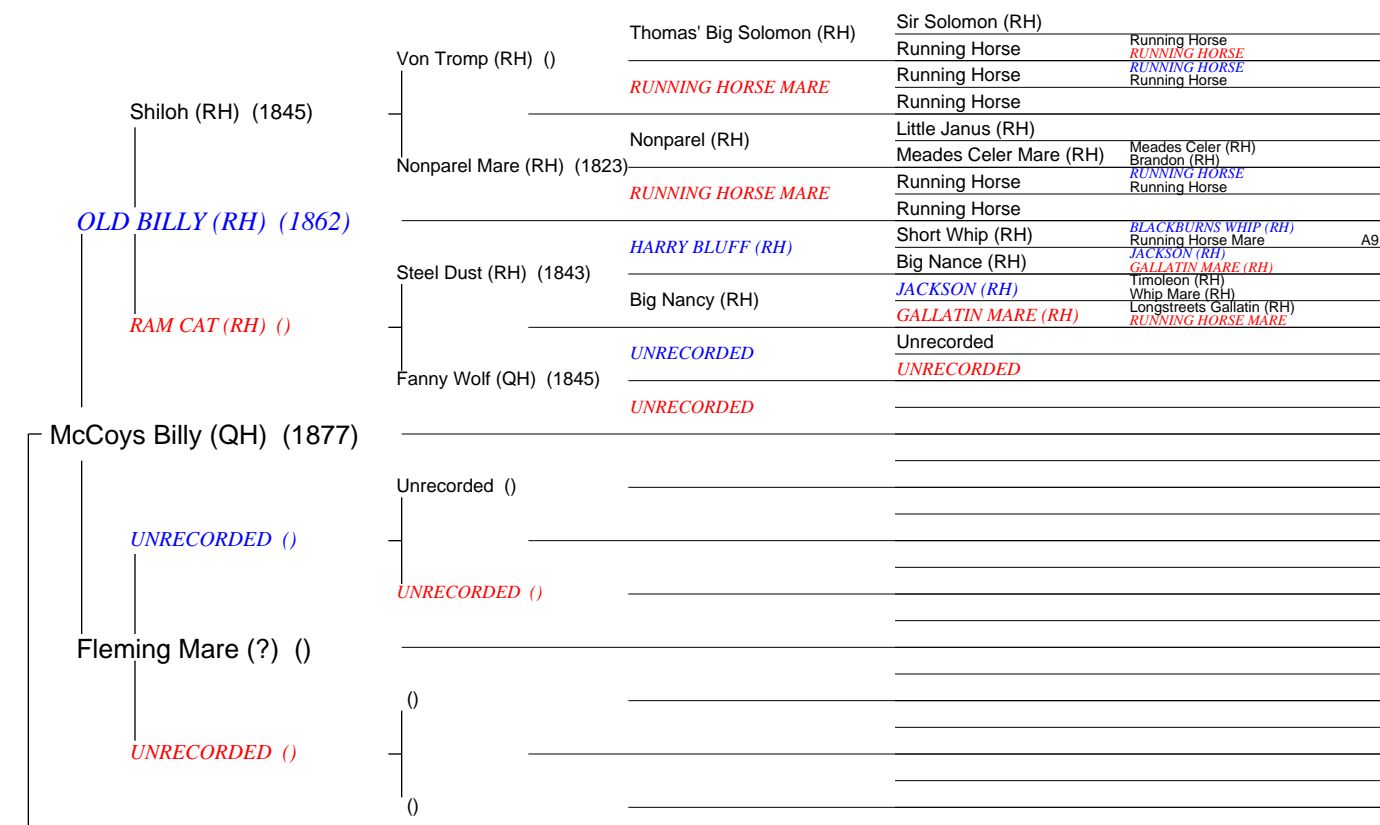 Sir Solomon (RH)
Thomas' Big Solomon (RH)
Running Horse
Running Horse
RUNNING HORSE
Von Tromp (RH) ()
Running Horse
RUNNING HORSE
Running Horse
RUNNING HORSE MARE
Running Horse
Shiloh (RH) (1845)
Little Janus (RH)
Nonparel (RH)
Meades Celer Mare (RH)
Meades Celer (RH)
Brandon (RH)
Nonparel Mare (RH) (1823)
Running Horse
RUNNING HORSE
Running Horse
RUNNING HORSE MARE
Running Horse
OLD BILLY (RH) (1862)
Short Whip (RH)
BLACKBURNS WHIP (RH)
Running Horse Mare A9
HARRY BLUFF (RH)
Big Nance (RH)
JACKSON (RH)
GALLATIN MARE (RH)
Steel Dust (RH) (1843)
JACKSON (RH)
Timoleon (RH)
Whip Mare (RH)
Big Nancy (RH)
GALLATIN MARE (RH)
Longstreets Gallatin (RH)
RUNNING HORSE MARE
RAM CAT (RH) ()
Unrecorded
UNRECORDED
UNRECORDED
Fanny Wolf (QH) (1845)
UNRECORDED
McCoys Billy (QH) (1877)
Unrecorded ()
UNRECORDED ()
UNRECORDED ()
Fleming Mare (?) ()
()
UNRECORDED ()
()